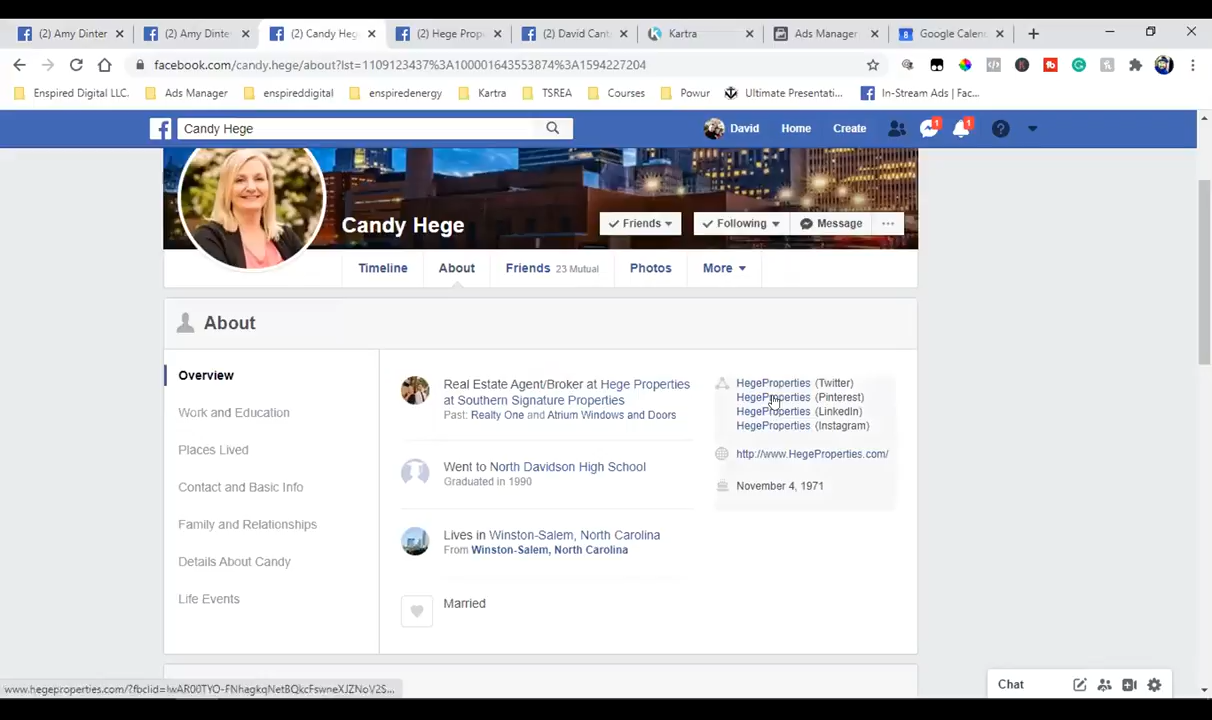 (2) Amy Dinter
(2) Amy Dinte
(2) Candy Heg
(2) Hege Prop
(2) David Cant
Kartra
Ads Manager
Google Calen
facebook.com/candy.hege/about?lst=1109123437%3A100001643553874%3A1594227204
Enspired Digital LLC.
Ads Manager
enspireddigital
enspiredenergy
Kartra
TSREA
Courses
Powur
Ultimate Presentati...
In-Stream Ads | Fac...
Candy Hege
David
Home
Create
1
1
Candy Hege
Friends
Following
Message
Timeline
About
Friends 23 Mutual
Photos
More
About
Overview
Work and Education
Places Lived
Contact and Basic Info
Family and Relationships
Details About Candy
Life Events
Real Estate Agent/Broker at Hege Properties
at Southern Signature Properties
Past: Realty One and Atrium Windows and Doors
Went to North Davidson High School
Graduated in 1990
Lives in Winston-Salem, North Carolina
From Winston-Salem, North Carolina
Married
HegeProperties (Twitter)
HegeProperties (Pinterest)
HegeProperties (LinkedIn)
HegeProperties (Instagram)
http://www.HegeProperties.com/
November 4, 1971
Chat